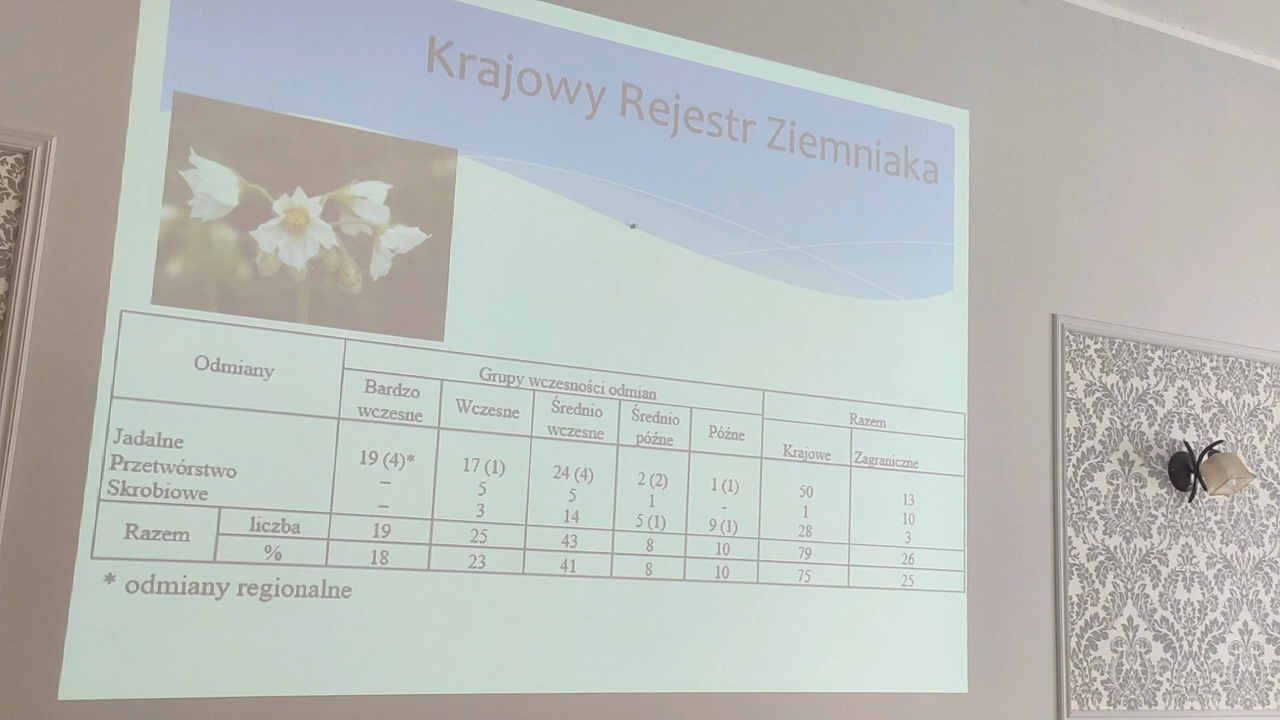 Krajowy Rejestr Ziemniaka
Odmiany
Grupy wczesności odmian
Razem
Bardzo wczesne
Wczesne
Średnio wczesne
Średnio późne
Późne
Krajowe
Zagraniczne
Jadalne 19 (4)* 17 (1) 24 (4) 2 (2) 1 (1) 50 13
Przetwórstwo – 5 5 1 - 1 10
Skrobiowe – 3 14 5 (1) 9 (1) 28 3
Razem liczba 19 25 43 8 10 79 26
% 18 23 41 8 10 75 25
* odmiany regionalne